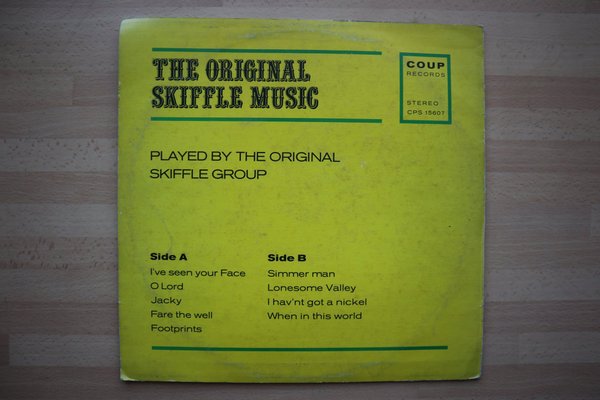 THE ORIGINAL
SKIFFLE MUSIC
COUP
RECORDS
STEREO
CPS 15607
PLAYED BY THE ORIGINAL
SKIFFLE GROUP
Side A
I've seen your Face
O Lord
Jacky
Fare the well
Footprints
Side B
Simmer man
Lonesome Valley
I hav'nt got a nickel
When in this world